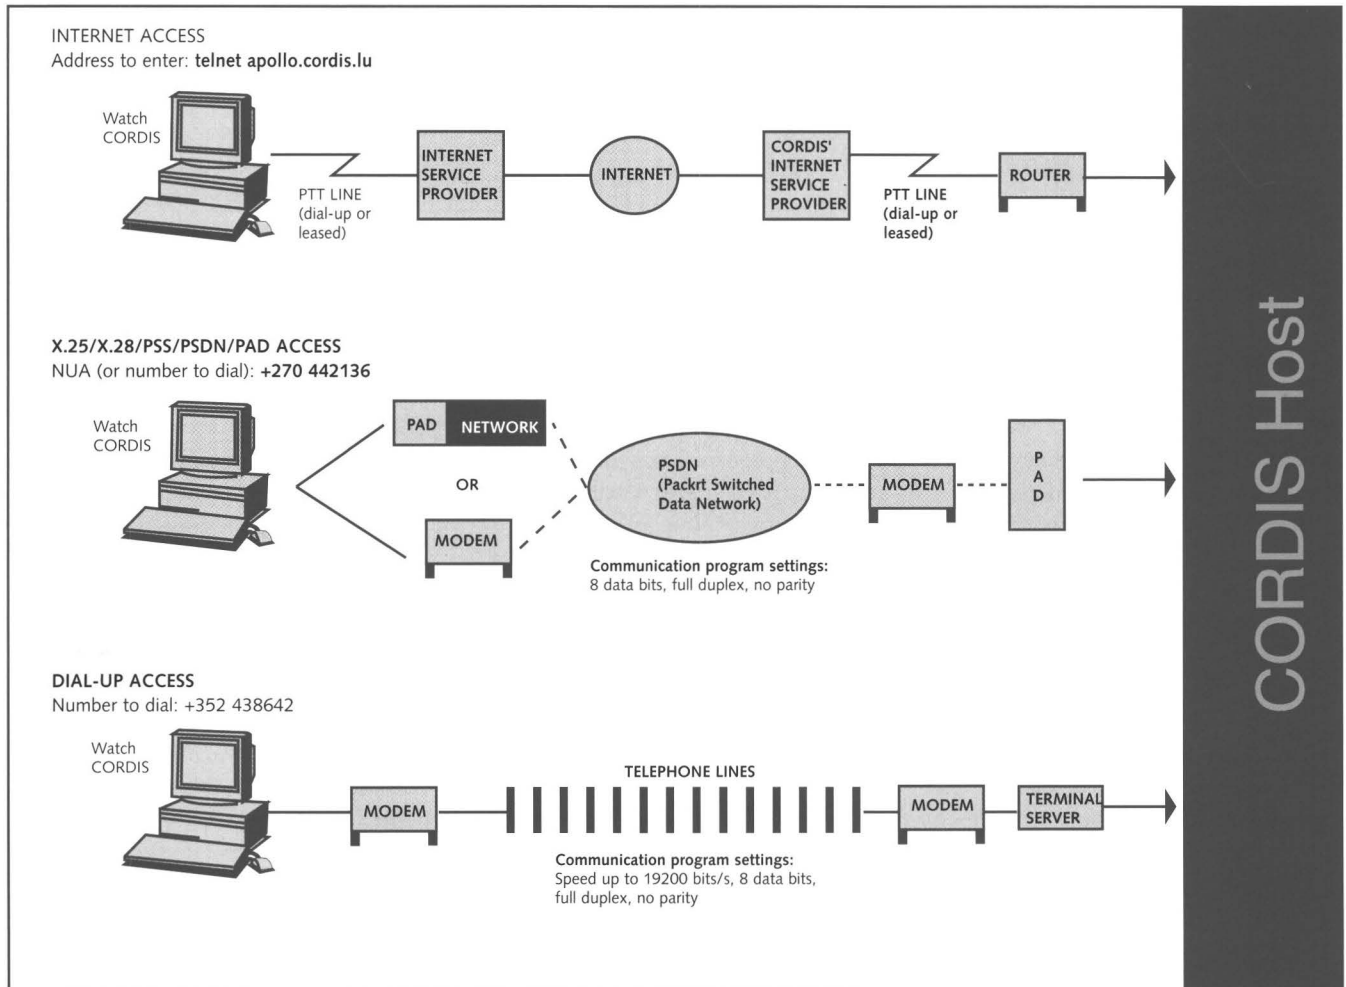 INTERNET ACCESS
Address to enter: telnet apollo.cordis.lu
Watch
CORDIS
PTT LINE
(dial-up or
leased)
INTERNET
SERVICE
PROVIDER
INTERNET
CORDIS'
INTERNET
SERVICE
PROVIDER
PTT LINE
(dial-up or
leased)
ROUTER
X.25/X.28/PSS/PSDN/PAD ACCESS
NUA (or number to dial): +270 442136
Watch
CORDIS
PAD NETWORK
OR
MODEM
PSDN
(Packrt Switched
Data Network)
Communication program settings:
8 data bits, full duplex, no parity
MODEM
P
A
D
DIAL-UP ACCESS
Number to dial: +352 438642
Watch
CORDIS
MODEM
TELEPHONE LINES
Communication program settings:
Speed up to 19200 bits/s, 8 data bits,
full duplex, no parity
MODEM
TERMINAL
SERVER
CORDIS Host